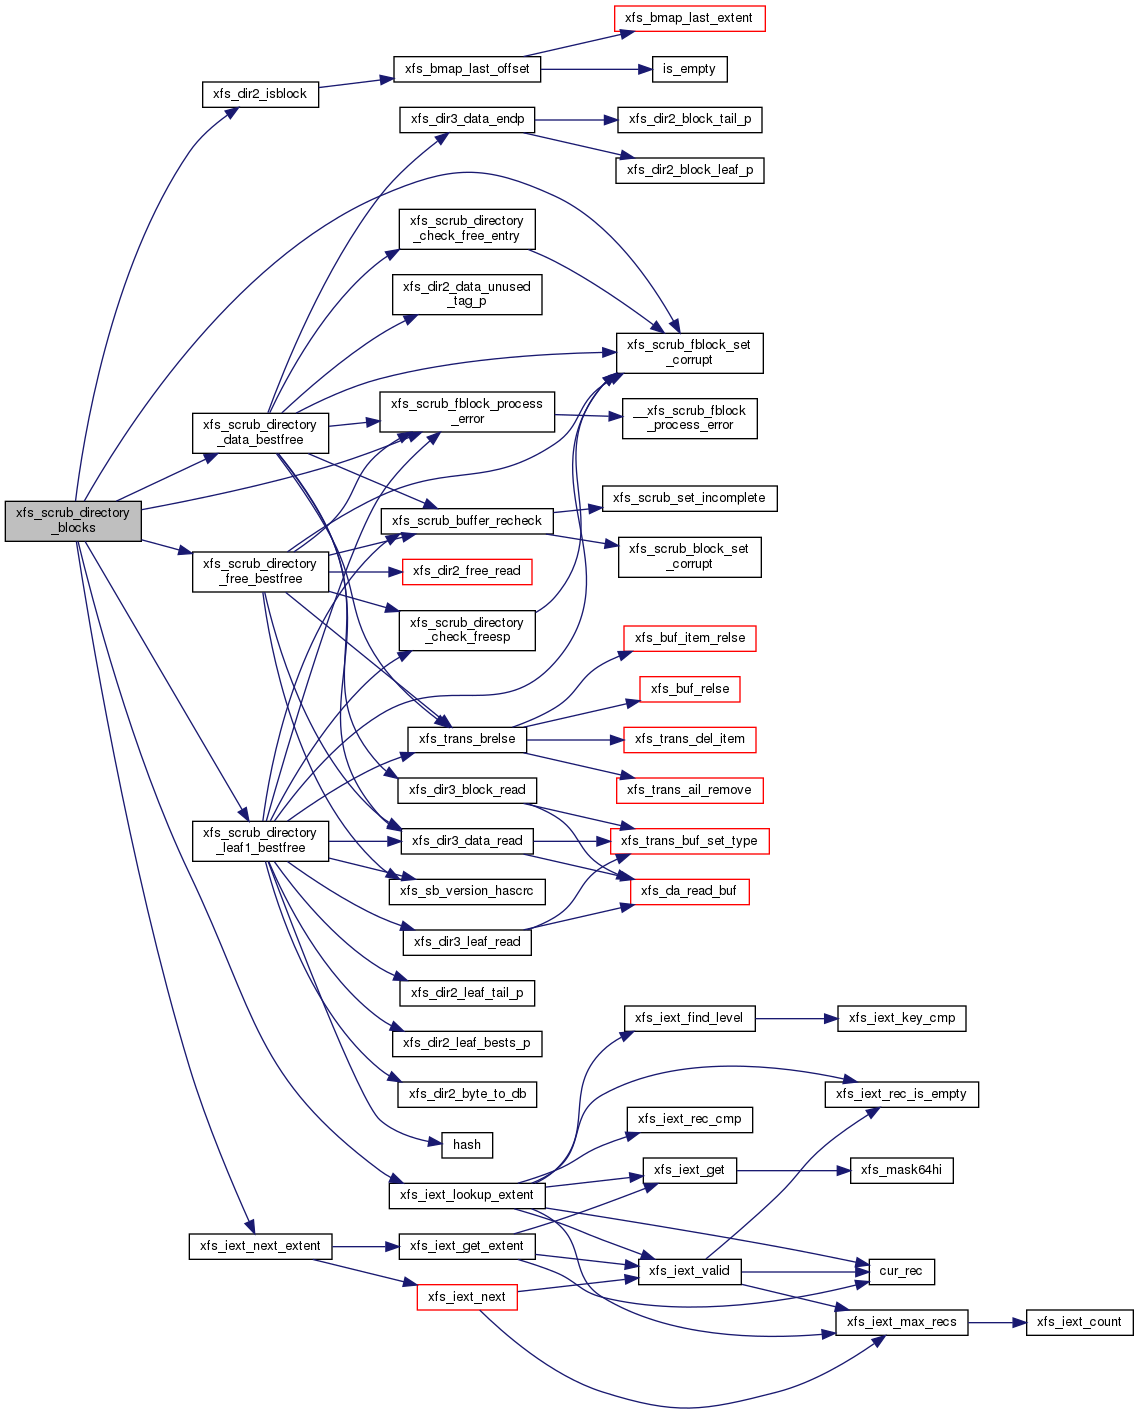 xfs_bmap_last_extent
xfs_bmap_last_offset
is_empty
xfs_dir2_isblock
xfs_dir3_data_endp
xfs_dir2_block_tail_p
xfs_dir2_block_leaf_p
xfs_scrub_directory
_check_free_entry
xfs_dir2_data_unused
_tag_p
xfs_scrub_fblock_set
_corrupt
xfs_scrub_directory
_data_bestfree
xfs_scrub_fblock_process
_error
__xfs_scrub_fblock
_process_error
xfs_scrub_directory
_blocks
xfs_scrub_buffer_recheck
xfs_scrub_set_incomplete
xfs_scrub_block_set
_corrupt
xfs_scrub_directory
_free_bestfree
xfs_dir2_free_read
xfs_scrub_directory
_check_freesp
xfs_buf_item_relse
xfs_buf_relse
xfs_trans_brelse
xfs_trans_del_item
xfs_dir3_block_read
xfs_trans_ail_remove
xfs_scrub_directory
_leaf1_bestfree
xfs_dir3_data_read
xfs_trans_buf_set_type
xfs_sb_version_hascrc
xfs_da_read_buf
xfs_dir3_leaf_read
xfs_dir2_leaf_tail_p
xfs_iext_find_level
xfs_iext_key_cmp
xfs_dir2_leaf_bests_p
xfs_dir2_byte_to_db
xfs_iext_rec_is_empty
xfs_iext_rec_cmp
hash
xfs_iext_get
xfs_mask64hi
xfs_iext_lookup_extent
xfs_iext_next_extent
xfs_iext_get_extent
xfs_iext_valid
cur_rec
xfs_iext_next
xfs_iext_max_recs
xfs_iext_count